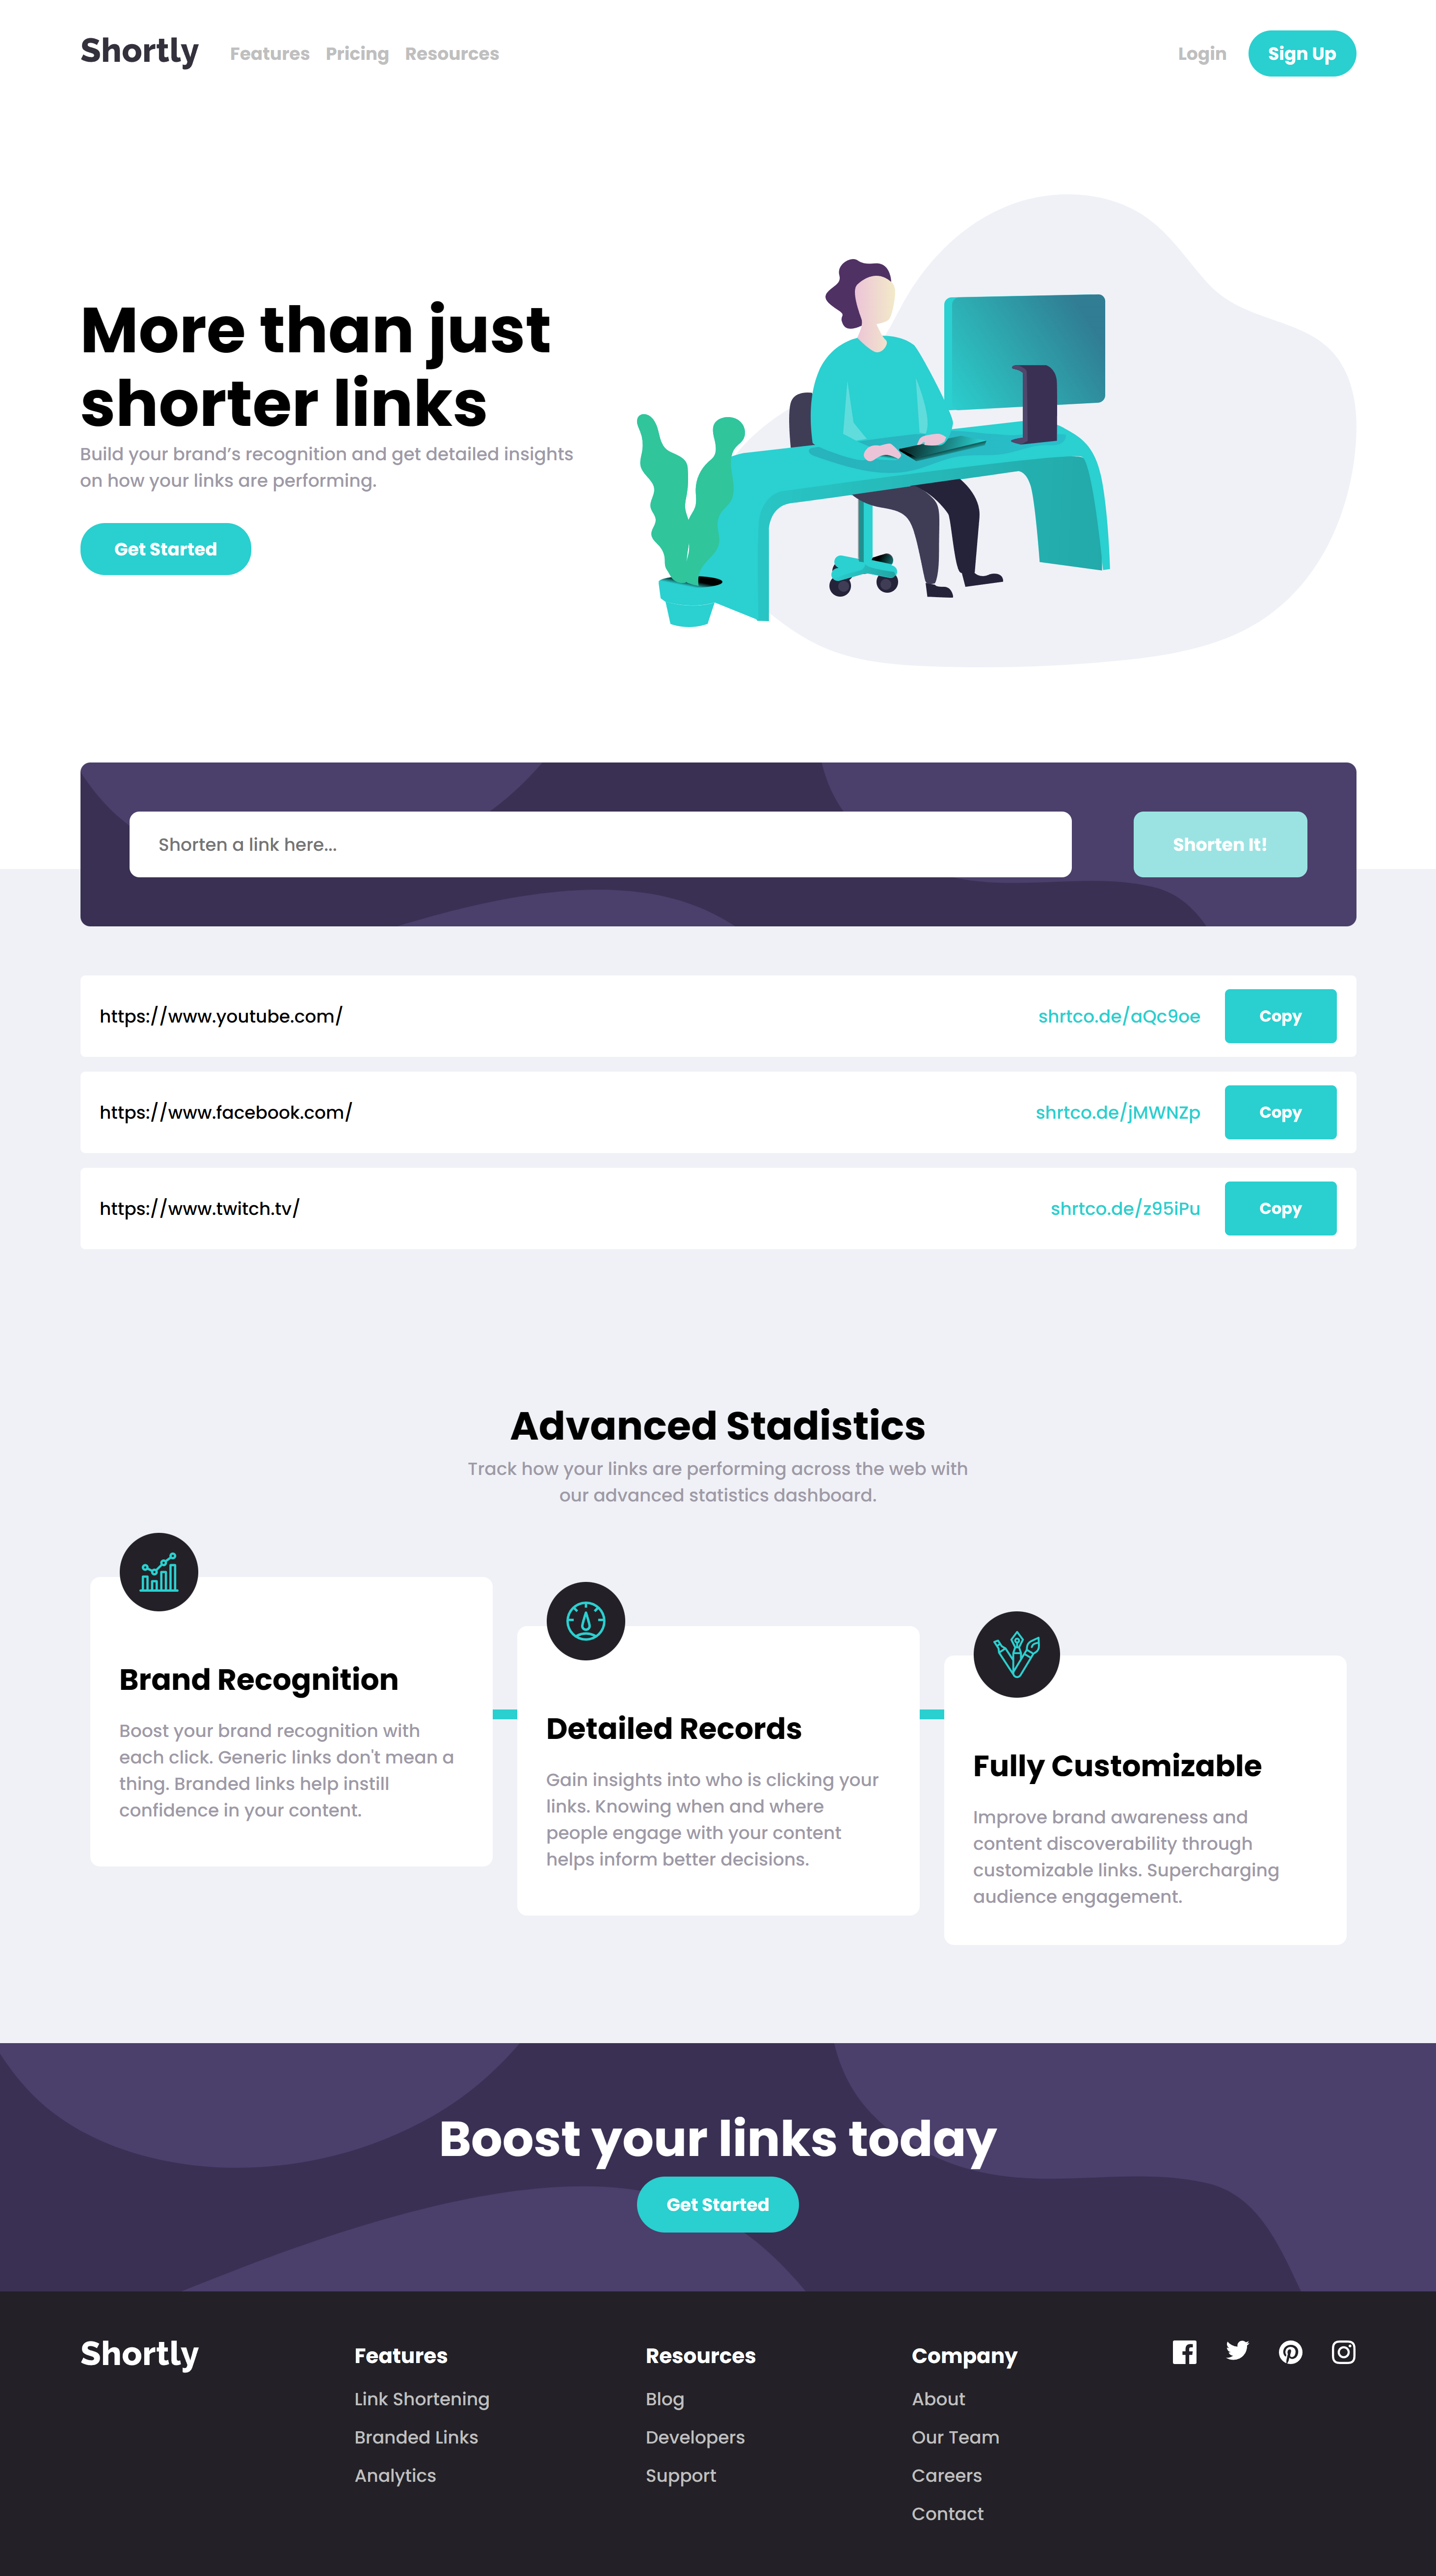 Shortly
Features Pricing Resources
Login
Sign Up
More than just
shorter links
Build your brand’s recognition and get detailed insights
on how your links are performing.
Get Started
Shorten a link here...
Shorten It!
https://www.youtube.com/
shrtco.de/aQc9oe
Copy
https://www.facebook.com/
shrtco.de/jMWNZp
Copy
https://www.twitch.tv/
shrtco.de/z95iPu
Copy
Advanced Stadistics
Track how your links are performing across the web with
our advanced statistics dashboard.
Brand Recognition
Boost your brand recognition with
each click. Generic links don't mean a
thing. Branded links help instill
confidence in your content.
Detailed Records
Gain insights into who is clicking your
links. Knowing when and where
people engage with your content
helps inform better decisions.
Fully Customizable
Improve brand awareness and
content discoverability through
customizable links. Supercharging
audience engagement.
Boost your links today
Get Started
Shortly
Features
Link Shortening
Branded Links
Analytics
Resources
Blog
Developers
Support
Company
About
Our Team
Careers
Contact